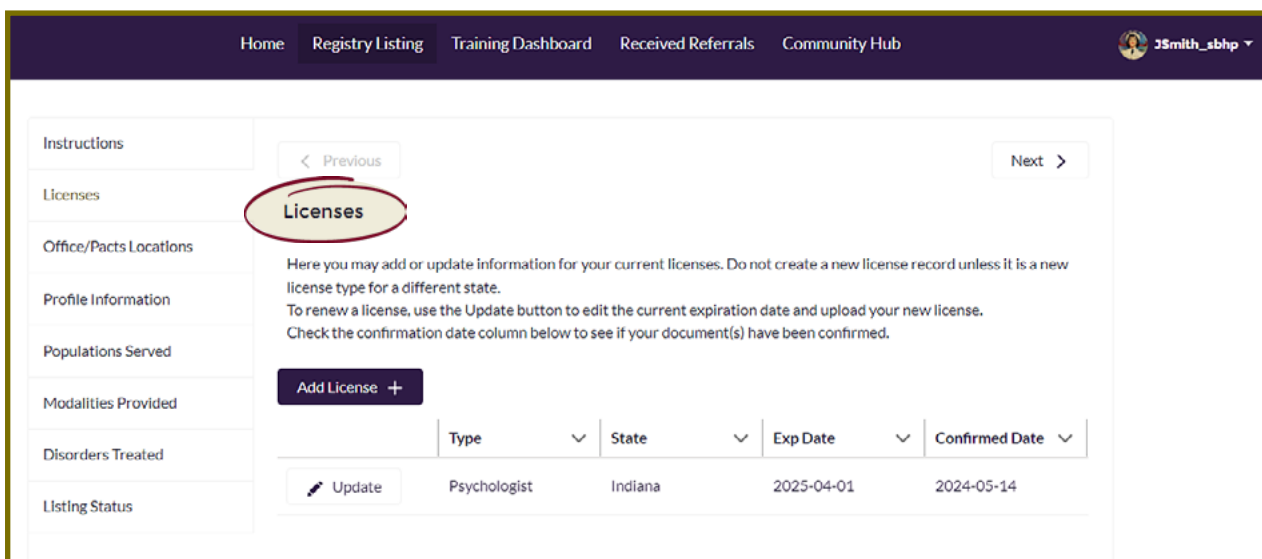 Home Registry Listing Training Dashboard Received Referrals Community Hub JSmith_sbhp
Instructions
Licenses
Office/Pacts Locations
Profile Information
Populations Served
Modalities Provided
Disorders Treated
Listing Status
Previous Next
Licenses
Here you may add or update information for your current licenses. Do not create a new license record unless it is a new
license type for a different state.
To renew a license, use the Update button to edit the current expiration date and upload your new license.
Check the confirmation date column below to see if your document(s) have been confirmed.
Add License +
Type State Exp Date Confirmed Date
Update Psychologist Indiana 2025-04-01 2024-05-14